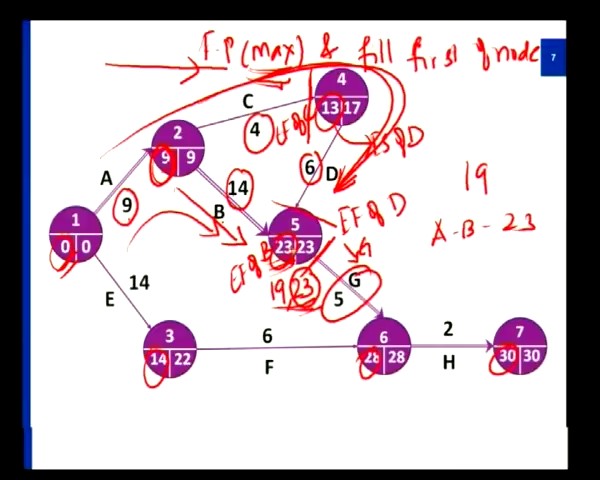 F.P (max) & fill first of node
7
4
13 17
C
4
EF of C
ES of D
2
9 9
A
9
14
B
6
D
19
A-B-23
1
0 0
5
23 23
EF of D
EF of B
19 23
G
G
5
14
E
3
14 22
6
F
6
28 28
2
H
7
30 30